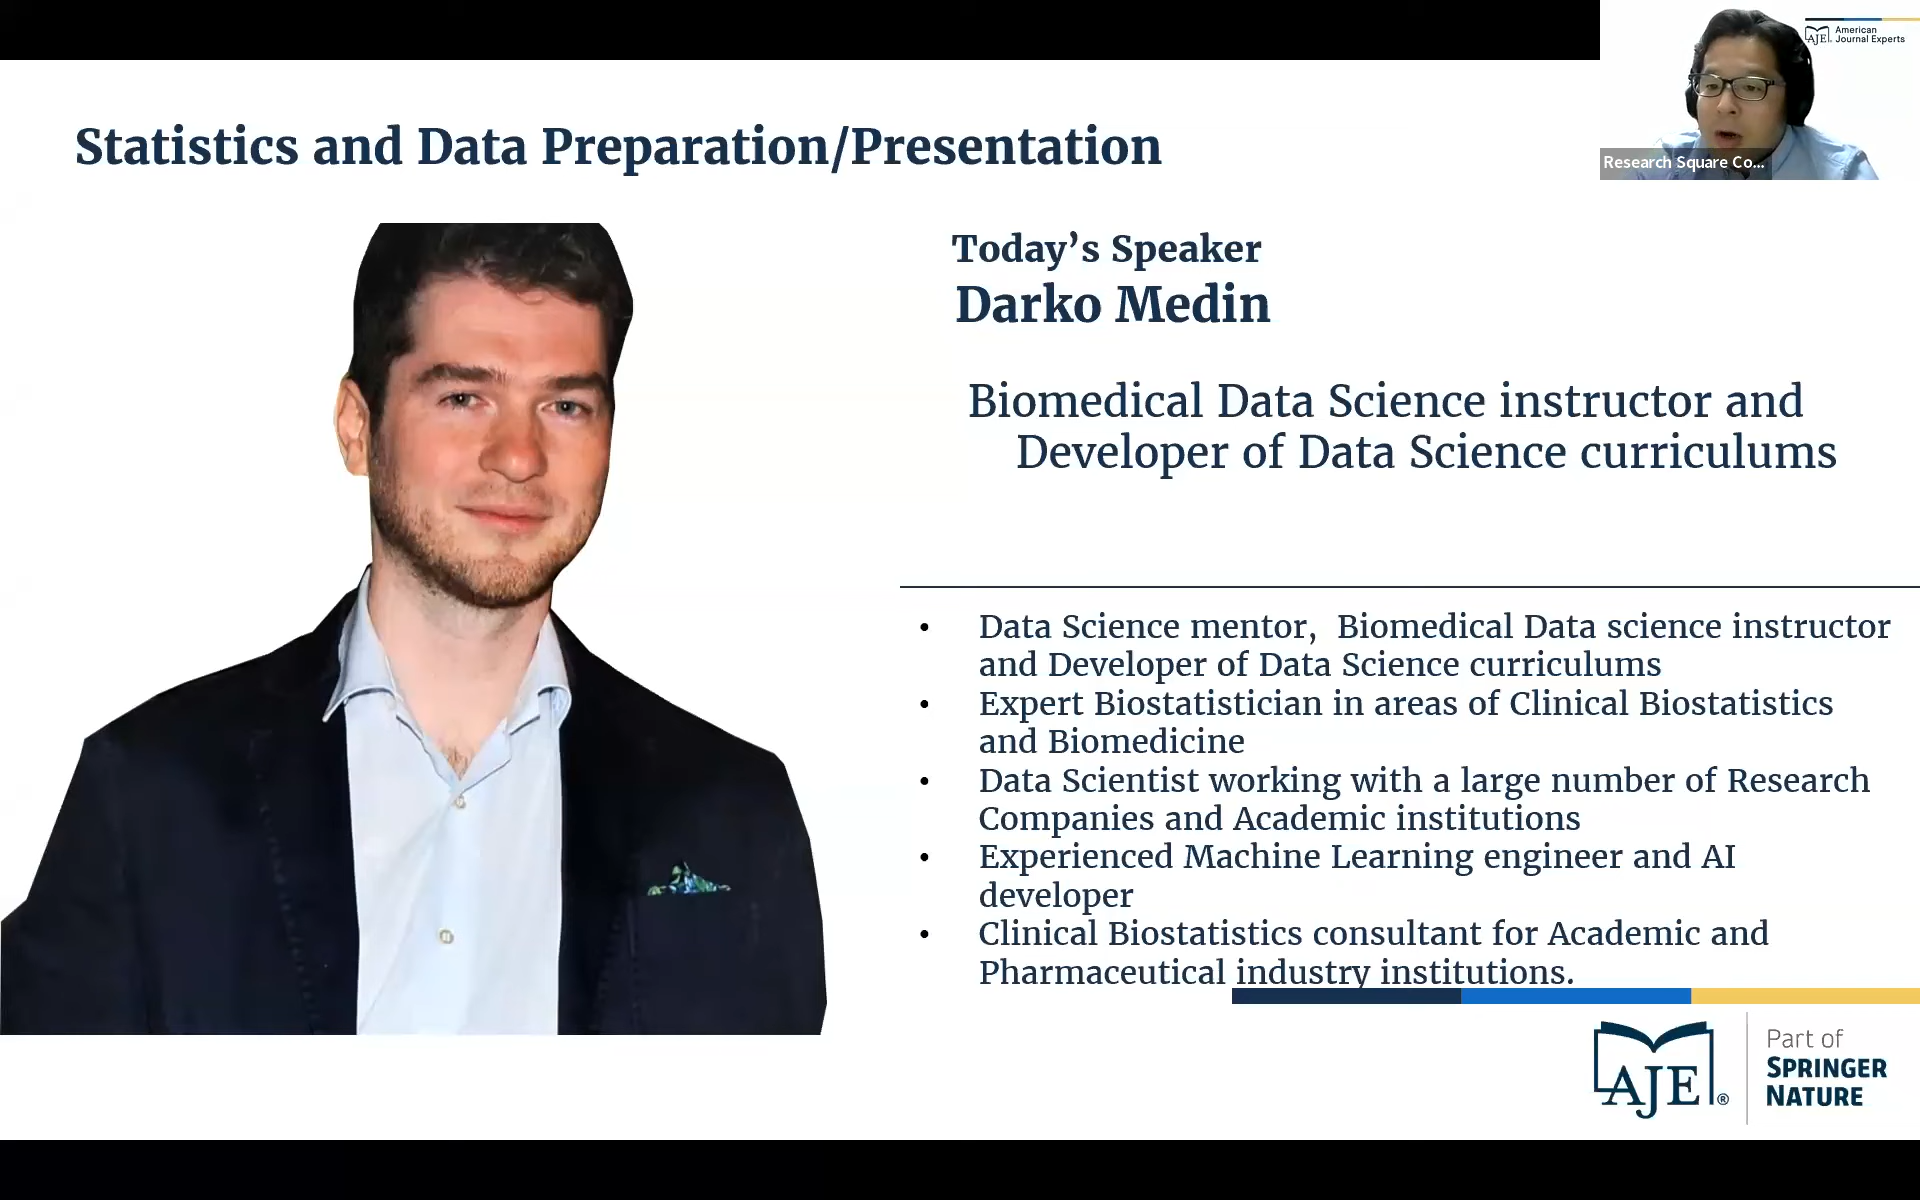 American
AJE. Journal Experts
Research Square Co...
Statistics and Data Preparation/Presentation
Today’s Speaker
Darko Medin
Biomedical Data Science instructor and
Developer of Data Science curriculums
• Data Science mentor,  Biomedical Data science instructor
and Developer of Data Science curriculums
• Expert Biostatistician in areas of Clinical Biostatistics
and Biomedicine
• Data Scientist working with a large number of Research
Companies and Academic institutions
• Experienced Machine Learning engineer and AI
developer
• Clinical Biostatistics consultant for Academic and
Pharmaceutical industry institutions.
AJE®
Part of
SPRINGER
NATURE